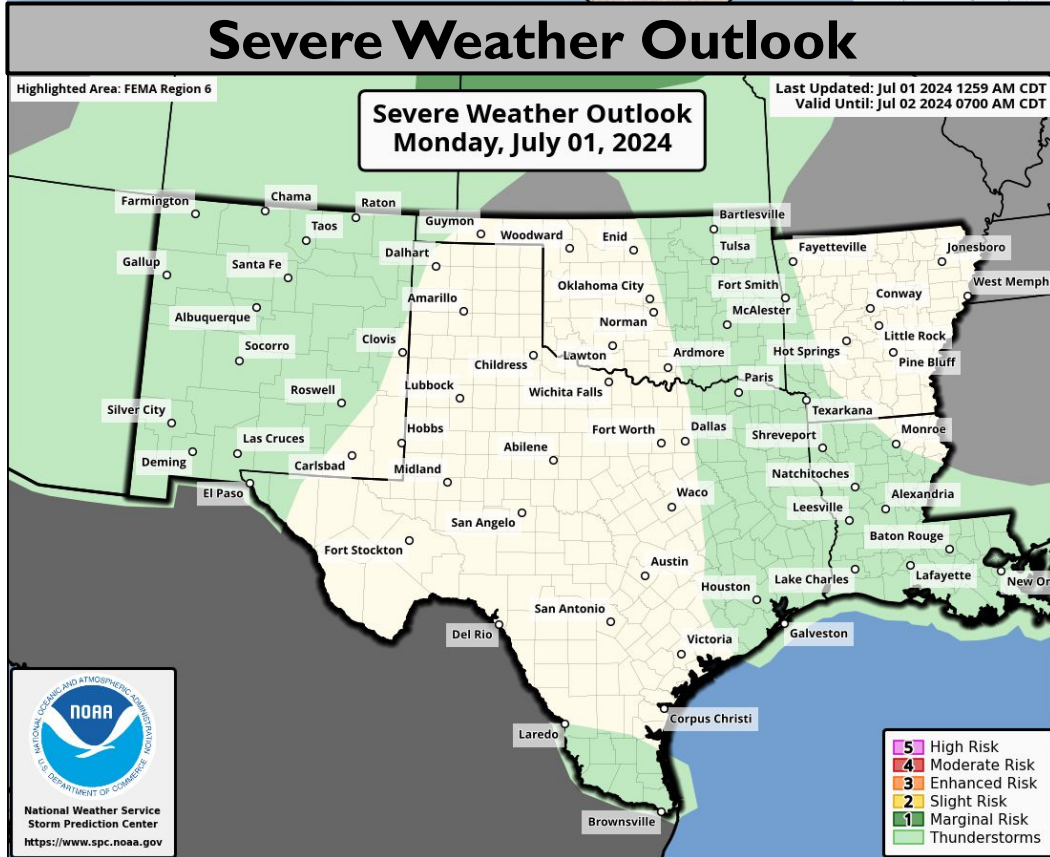 Severe Weather Outlook
Highlighted Area: FEMA Region 6
Last Updated: Jul 01 2024 1259 AM CDT
Valid Until: Jul 02 2024 0700 AM CDT
Severe Weather Outlook
Monday, July 01, 2024
Farmington
Chama
Raton
Taos
Guymon
Woodward
Enid
Bartlesville
Tulsa
Fayetteville
Jonesboro
Gallup
Santa Fe
Dalhart
Oklahoma City
Fort Smith
Conway
West Memph
Albuquerque
Amarillo
Norman
McAlester
Little Rock
Socorro
Clovis
Childress
Lawton
Ardmore
Hot Springs
Pine Bluff
Roswell
Lubbock
Wichita Falls
Paris
Texarkana
Silver City
Las Cruces
Hobbs
Fort Worth
Dallas
Shreveport
Monroe
Deming
Carlsbad
Midland
Abilene
Natchitoches
El Paso
San Angelo
Waco
Leesville
Alexandria
Fort Stockton
Austin
Baton Rouge
Houston
Lake Charles
Lafayette
New Or
San Antonio
Del Rio
Victoria
Galveston
Laredo
Corpus Christi
Brownsville
NATIONAL OCEANIC AND ATMOSPHERIC ADMINISTRATION
NOAA
U.S. DEPARTMENT OF COMMERCE
National Weather Service
Storm Prediction Center
https://www.spc.noaa.gov
5 High Risk
4 Moderate Risk
3 Enhanced Risk
2 Slight Risk
1 Marginal Risk
Thunderstorms